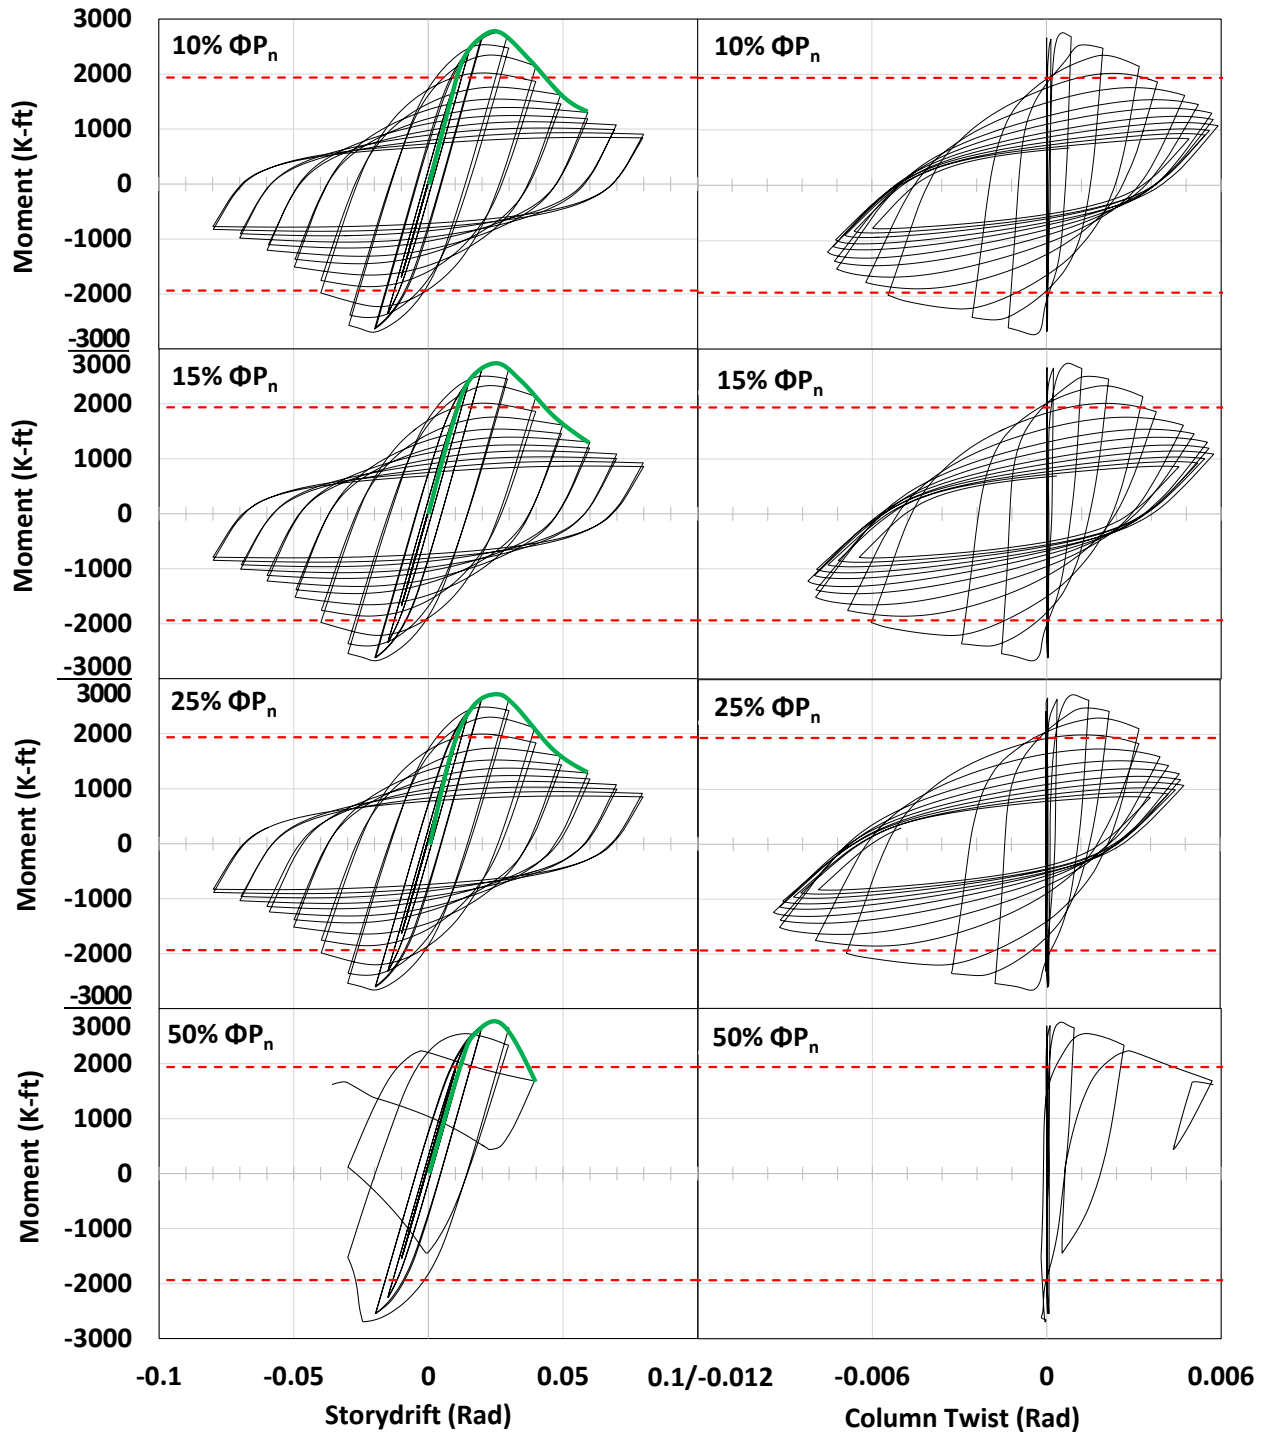 3000
2000
1000
0
-1000
-2000
-3000
Moment (K-ft)
10% ΦPn
10% ΦPn
3000
2000
1000
0
-1000
-2000
-3000
Moment (K-ft)
15% ΦPn
15% ΦPn
3000
2000
1000
0
-1000
-2000
-3000
Moment (K-ft)
25% ΦPn
25% ΦPn
3000
2000
1000
0
-1000
-2000
-3000
Moment (K-ft)
50% ΦPn
50% ΦPn
-0.1 -0.05 0 0.05 0.1/-0.012 -0.006 0 0.006
Storydrift (Rad) Column Twist (Rad)